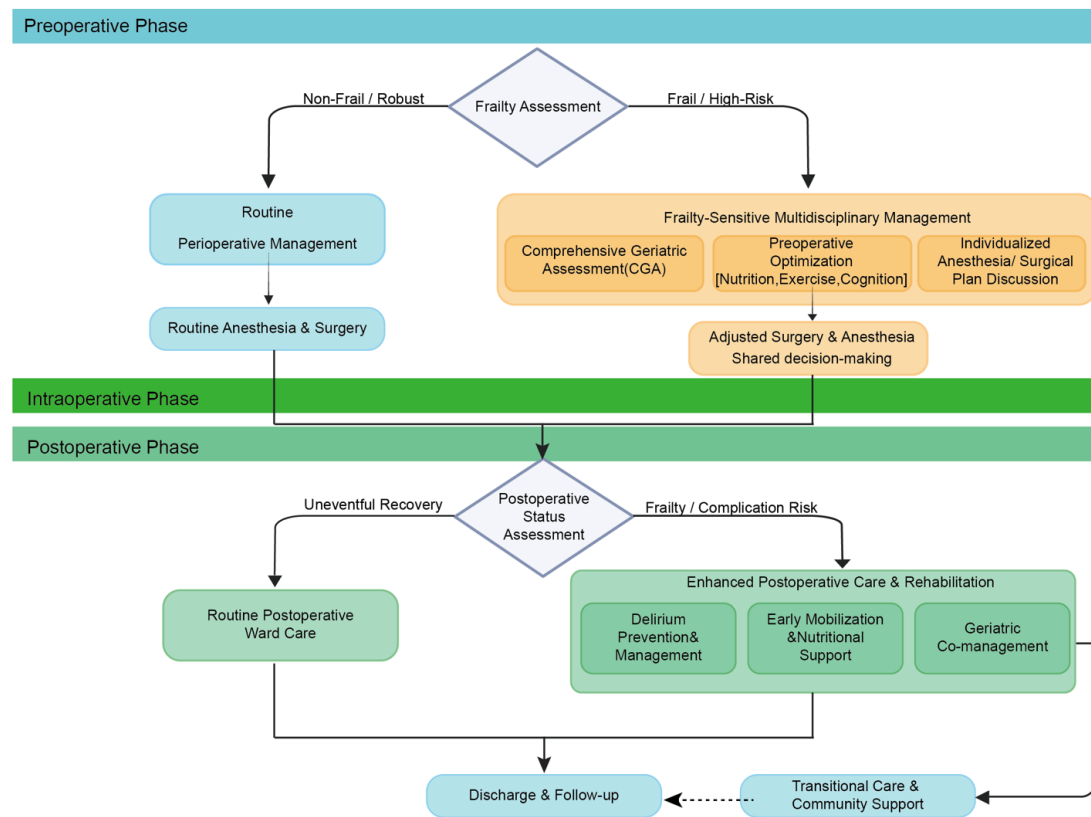 Preoperative Phase
Non-Frail / Robust
Frailty Assessment
Frail / High-Risk
Routine
Perioperative Management
Frailty-Sensitive Multidisciplinary Management
Comprehensive Geriatric
Assessment(CGA)
Preoperative
Optimization
[Nutrition,Exercise,Cognition]
Individualized
Anesthesia/ Surgical
Plan Discussion
Routine Anesthesia & Surgery
Adjusted Surgery & Anesthesia
Shared decision-making
Intraoperative Phase
Postoperative Phase
Uneventful Recovery
Postoperative
Status
Assessment
Frailty / Complication Risk
Routine Postoperative
Ward Care
Enhanced Postoperative Care & Rehabilitation
Delirium
Prevention&
Management
Early Mobilization
&Nutritional
Support
Geriatric
Co-management
Discharge & Follow-up
Transitional Care &
Community Support